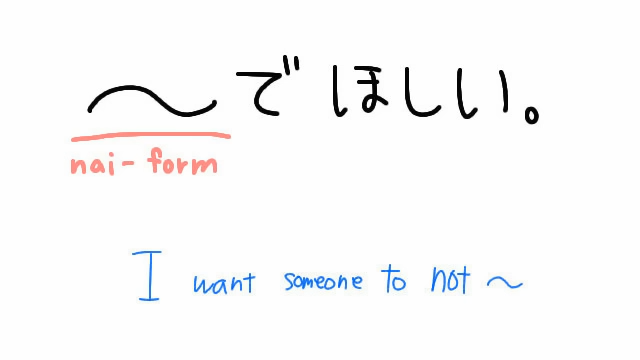 〜でほしい。
nai-form
I want someone to not 〜